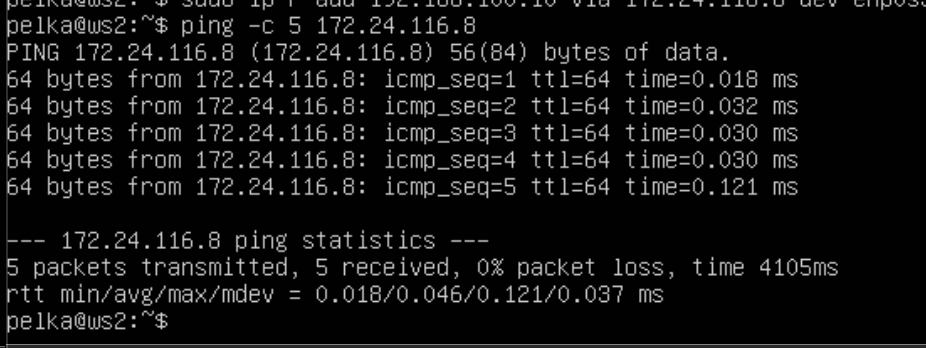 pelka@ws2:~$ sudo ip r add 192.168.100.10 via 172.24.116.8 dev
pelka@ws2:~$ ping -c 5 172.24.116.8
PING 172.24.116.8 (172.24.116.8) 56(84) bytes of data.
64 bytes from 172.24.116.8: icmp_seq=1 ttl=64 time=0.018 ms
64 bytes from 172.24.116.8: icmp_seq=2 ttl=64 time=0.032 ms
64 bytes from 172.24.116.8: icmp_seq=3 ttl=64 time=0.030 ms
64 bytes from 172.24.116.8: icmp_seq=4 ttl=64 time=0.030 ms
64 bytes from 172.24.116.8: icmp_seq=5 ttl=64 time=0.121 ms

--- 172.24.116.8 ping statistics ---
5 packets transmitted, 5 received, 0% packet loss, time 4105ms
rtt min/avg/max/mdev = 0.018/0.046/0.121/0.037 ms
pelka@ws2:~$